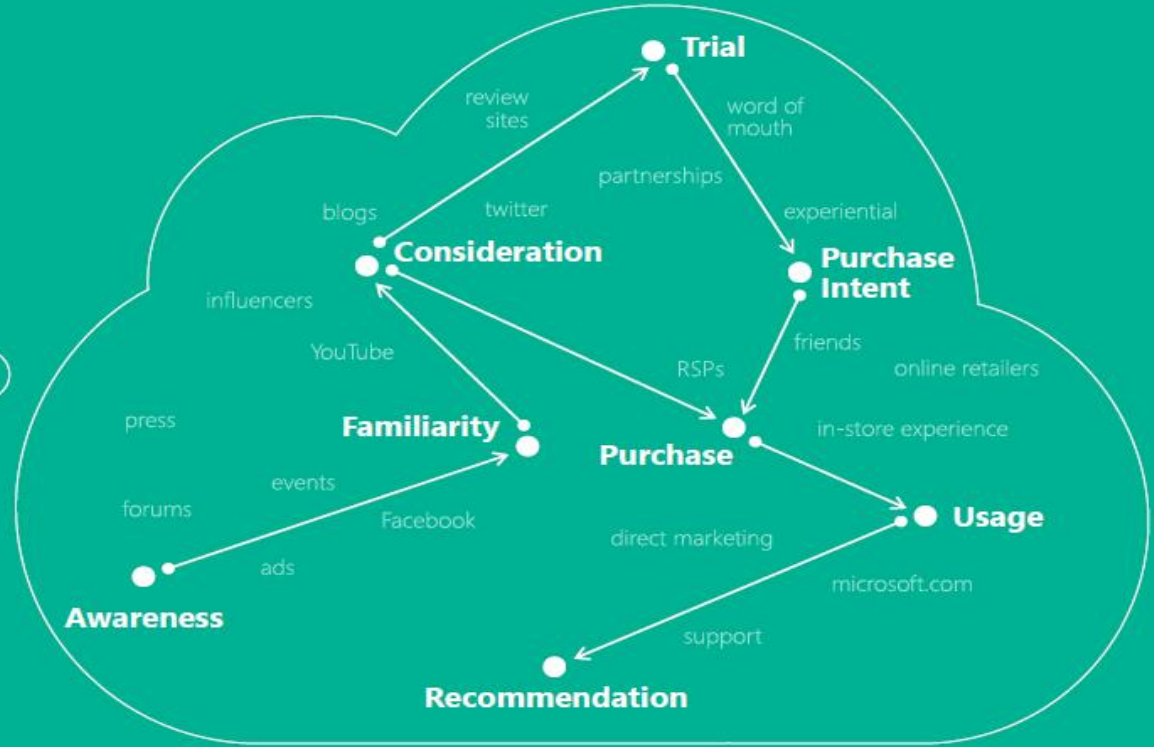 Trial
review
sites
word of
mouth
partnerships
blogs
twitter
experiential
Consideration
Purchase
Intent
influencers
YouTube
friends
RSPs
online retailers
press
Familiarity
in-store experience
Purchase
events
forums
Facebook
Usage
direct marketing
ads
microsoft.com
Awareness
support
Recommendation